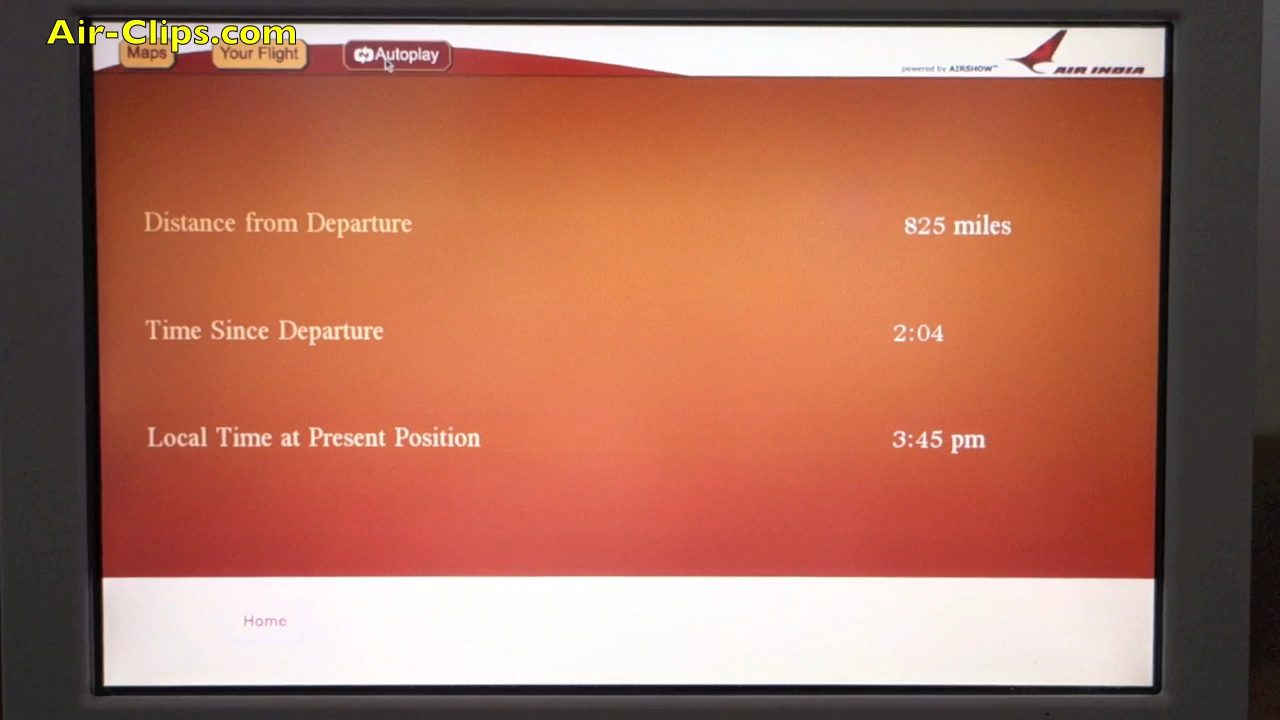 Air-Clips.com
Maps Your Flight Autoplay
powered by AIRSHOW™ AIR INDIA
Distance from Departure 825 miles
Time Since Departure 2:04
Local Time at Present Position 3:45 pm
Home